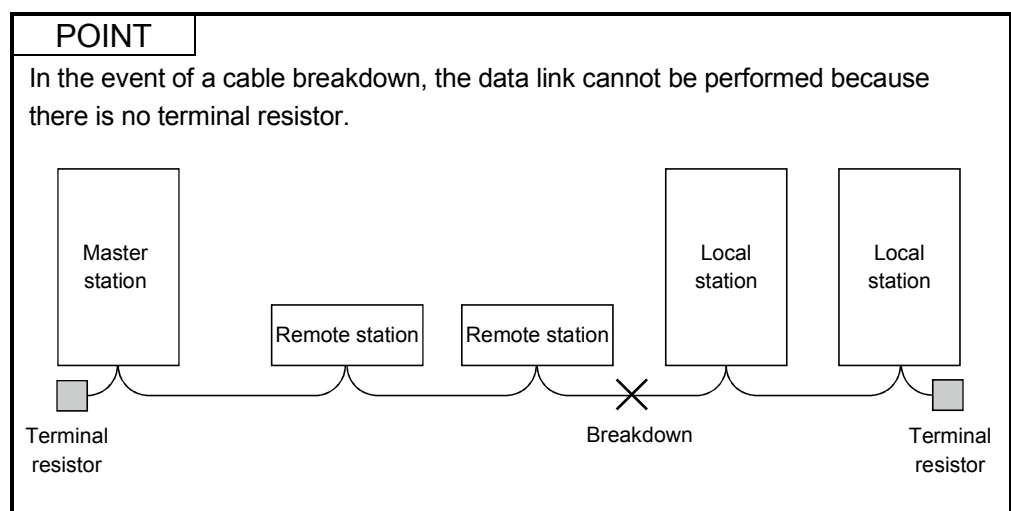 POINT
In the event of a cable breakdown, the data link cannot be performed because
there is no terminal resistor.
Master
station
Remote station
Remote station
Local
station
Local
station
Terminal
resistor
Breakdown
Terminal
resistor